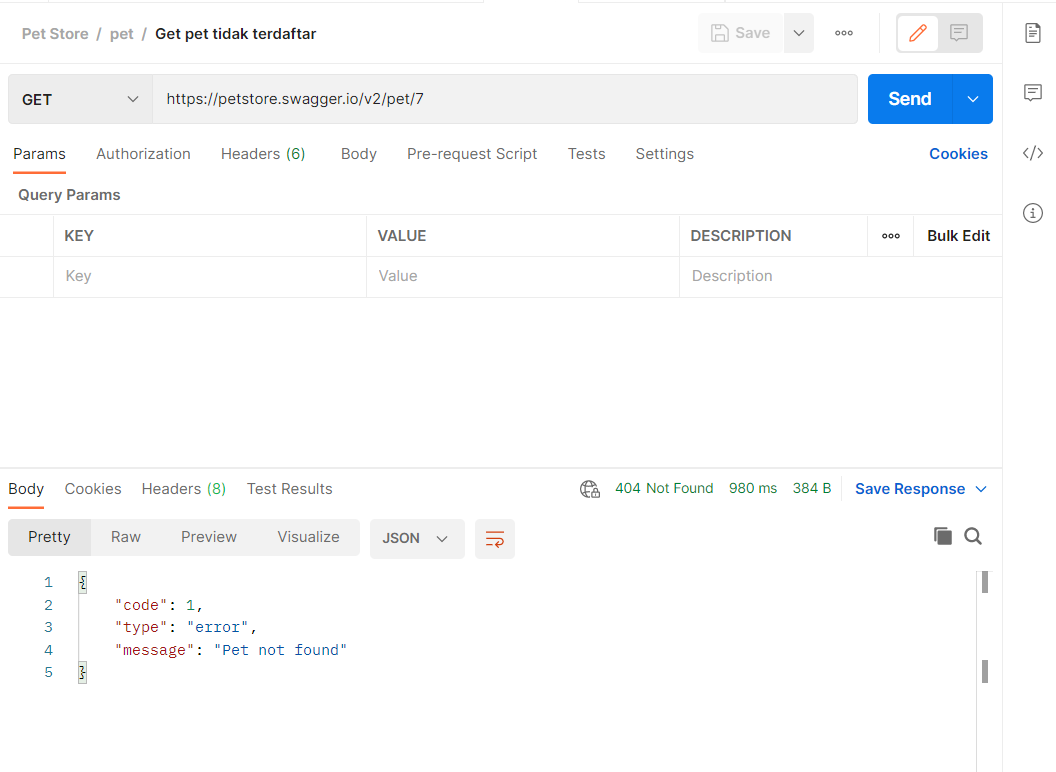 Pet Store / pet / Get pet tidak terdaftar
Save
GET
https://petstore.swagger.io/v2/pet/7
Send
Params Authorization Headers (6) Body Pre-request Script Tests Settings Cookies
Query Params
KEY VALUE DESCRIPTION Bulk Edit
Key Value Description
Body Cookies Headers (8) Test Results 404 Not Found 980 ms 384 B Save Response
Pretty Raw Preview Visualize JSON
1 {
2 "code": 1,
3 "type": "error",
4 "message": "Pet not found"
5 }